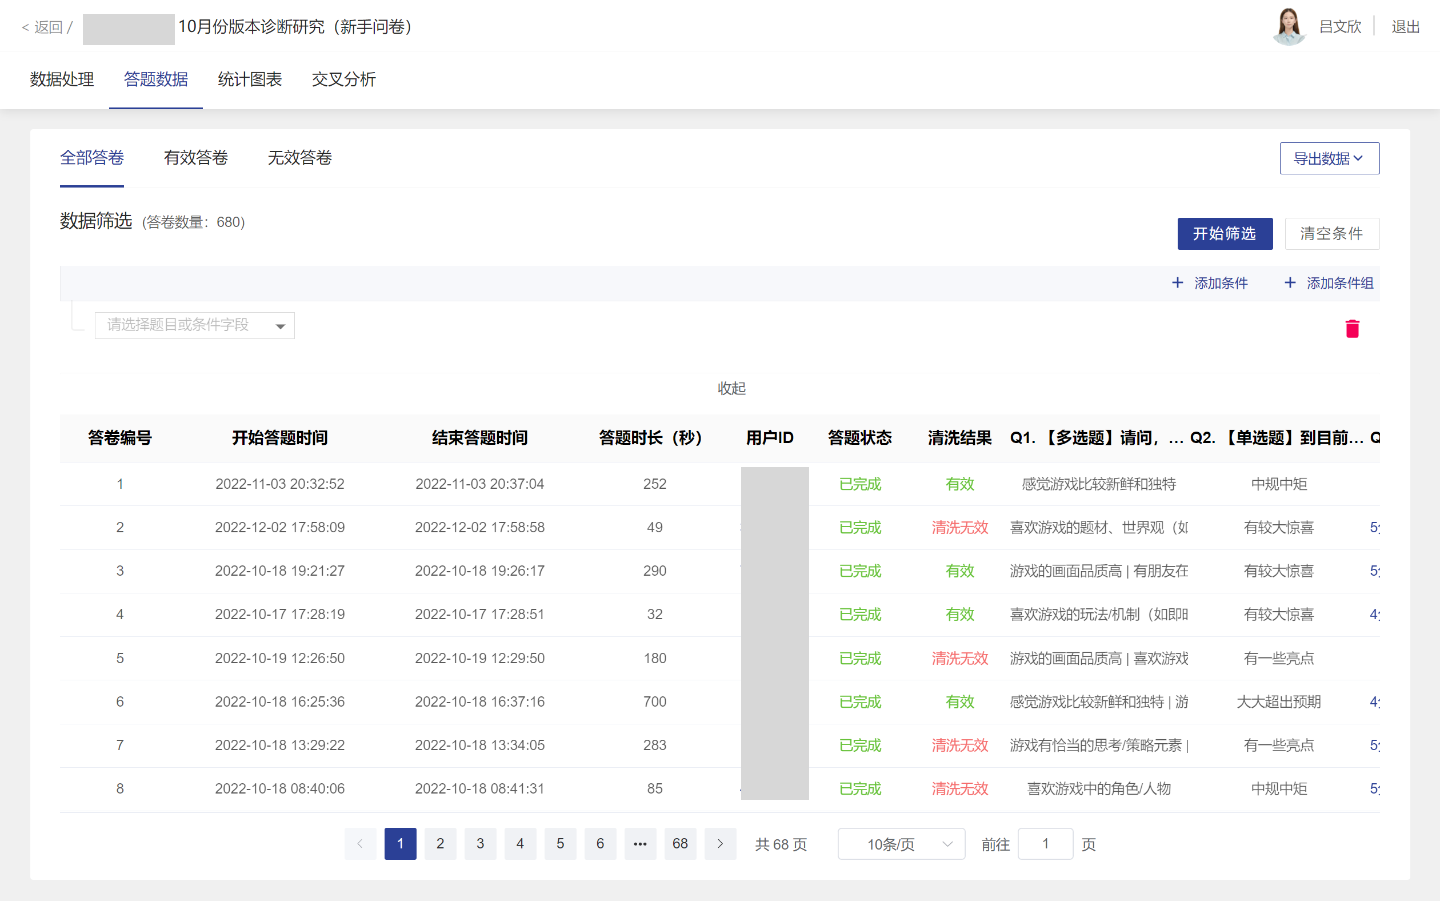 < 返回 / 10月份版本诊断研究（新手问卷）
吕文欣 退出
数据处理 答题数据 统计图表 交叉分析
全部答卷 有效答卷 无效答卷 导出数据
数据筛选 (答卷数量: 680)
开始筛选 清空条件
+ 添加条件 + 添加条件组
请选择题目或条件字段
收起
答卷编号 开始答题时间 结束答题时间 答题时长（秒） 用户ID 答题状态 清洗结果 Q1. 【多选题】请问，... Q2. 【单选题】到目前...
1 2022-11-03 20:32:52 2022-11-03 20:37:04 252 已完成 有效 感觉游戏比较新鲜和独特 中规中矩
2 2022-12-02 17:58:09 2022-12-02 17:58:58 49 已完成 清洗无效 喜欢游戏的题材、世界观（如 有较大惊喜
3 2022-10-18 19:21:27 2022-10-18 19:26:17 290 已完成 有效 游戏的画面品质高 | 有朋友在 有较大惊喜
4 2022-10-17 17:28:19 2022-10-17 17:28:51 32 已完成 有效 喜欢游戏的玩法/机制（如即 有较大惊喜
5 2022-10-19 12:26:50 2022-10-19 12:29:50 180 已完成 清洗无效 游戏的画面品质高 | 喜欢游戏 有一些亮点
6 2022-10-18 16:25:36 2022-10-18 16:37:16 700 已完成 有效 感觉游戏比较新鲜和独特 | 游 大大超出预期
7 2022-10-18 13:29:22 2022-10-18 13:34:05 283 已完成 清洗无效 游戏有恰当的思考/策略元素 | 有一些亮点
8 2022-10-18 08:40:06 2022-10-18 08:41:31 85 已完成 清洗无效 喜欢游戏中的角色/人物 中规中矩
< 1 2 3 4 5 6 ••• 68 > 共 68 页 10条/页 前往 1 页